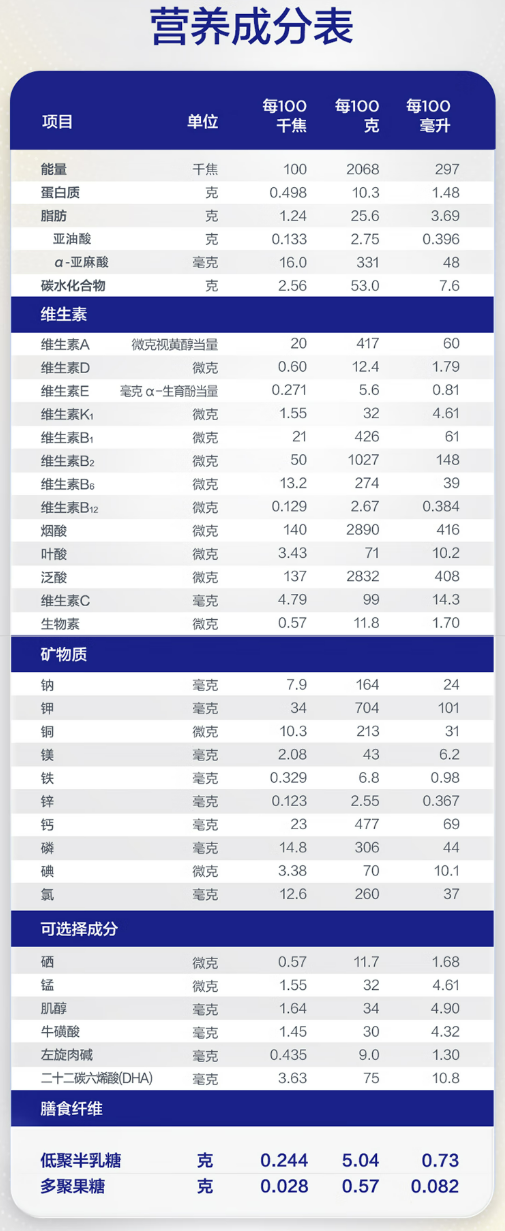 营养成分表
项目 单位 每100千焦 每100克 每100毫升
能量 千焦 100 2068 297
蛋白质 克 0.498 10.3 1.48
脂肪 克 1.24 25.6 3.69
亚油酸 克 0.133 2.75 0.396
α-亚麻酸 毫克 16.0 331 48
碳水化合物 克 2.56 53.0 7.6
维生素
维生素A 微克视黄醇当量 20 417 60
维生素D 微克 0.60 12.4 1.79
维生素E 毫克 α-生育酚当量 0.271 5.6 0.81
维生素K₁ 微克 1.55 32 4.61
维生素B₁ 微克 21 426 61
维生素B₂ 微克 50 1027 148
维生素B₆ 微克 13.2 274 39
维生素B₁₂ 微克 0.129 2.67 0.384
烟酸 微克 140 2890 416
叶酸 微克 3.43 71 10.2
泛酸 微克 137 2832 408
维生素C 毫克 4.79 99 14.3
生物素 微克 0.57 11.8 1.70
矿物质
钠 毫克 7.9 164 24
钾 毫克 34 704 101
铜 微克 10.3 213 31
镁 毫克 2.08 43 6.2
铁 毫克 0.329 6.8 0.98
锌 毫克 0.123 2.55 0.367
钙 毫克 23 477 69
磷 毫克 14.8 306 44
碘 微克 3.38 70 10.1
氯 毫克 12.6 260 37
可选择成分
硒 微克 0.57 11.7 1.68
锰 微克 1.55 32 4.61
肌醇 毫克 1.64 34 4.90
牛磺酸 毫克 1.45 30 4.32
左旋肉碱 毫克 0.435 9.0 1.30
二十二碳六烯酸(DHA) 毫克 3.63 75 10.8
膳食纤维
低聚半乳糖 克 0.244 5.04 0.73
多聚果糖 克 0.028 0.57 0.082